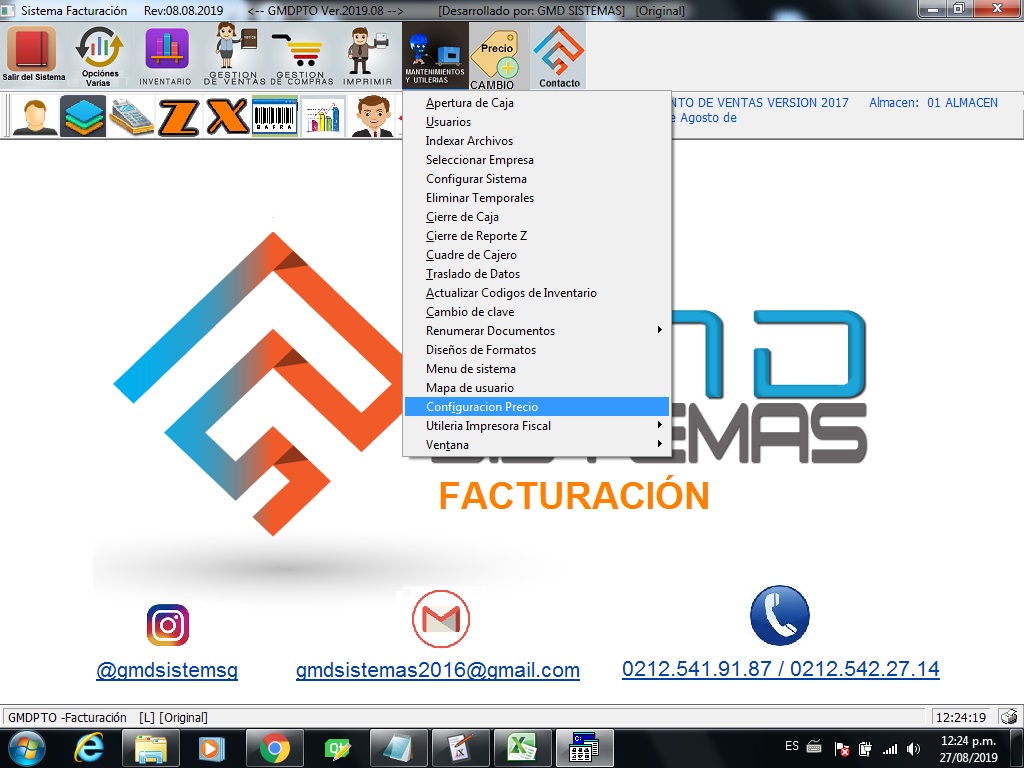 Sistema Facturación    Rev:08.08.2019    <-- GMDPTO Ver.2019.08 -->    [Desarrollado por: GMD SISTEMAS]    [Original]
Salir del Sistema
Opciónes
Varias
INVENTARIO
GESTION
DE VENTAS
GESTION
DE COMPRAS
IMPRIMIR
MANTENIMIENTOS
Y UTILERIAS
Precio
CAMBIO
Contacto
Z X
NTO DE VENTAS VERSION 2017    Almacen: 01 ALMACEN
e Agosto de
Apertura de Caja
Usuarios
Indexar Archivos
Seleccionar Empresa
Configurar Sistema
Eliminar Temporales
Cierre de Caja
Cierre de Reporte Z
Cuadre de Cajero
Traslado de Datos
Actualizar Codigos de Inventario
Cambio de clave
Renumerar Documentos
Diseños de Formatos
Menu de sistema
Mapa de usuario
Configuracion Precio
Utileria Impresora Fiscal
Ventana
D
EMAS
FACTURACIÓN
@gmdsistemsg
gmdsistemas2016@gmail.com
0212.541.91.87 / 0212.542.27.14
GMDPTO -Facturación    [L] [Original]
12:24:19
ES
12:24 p.m.
27/08/2019